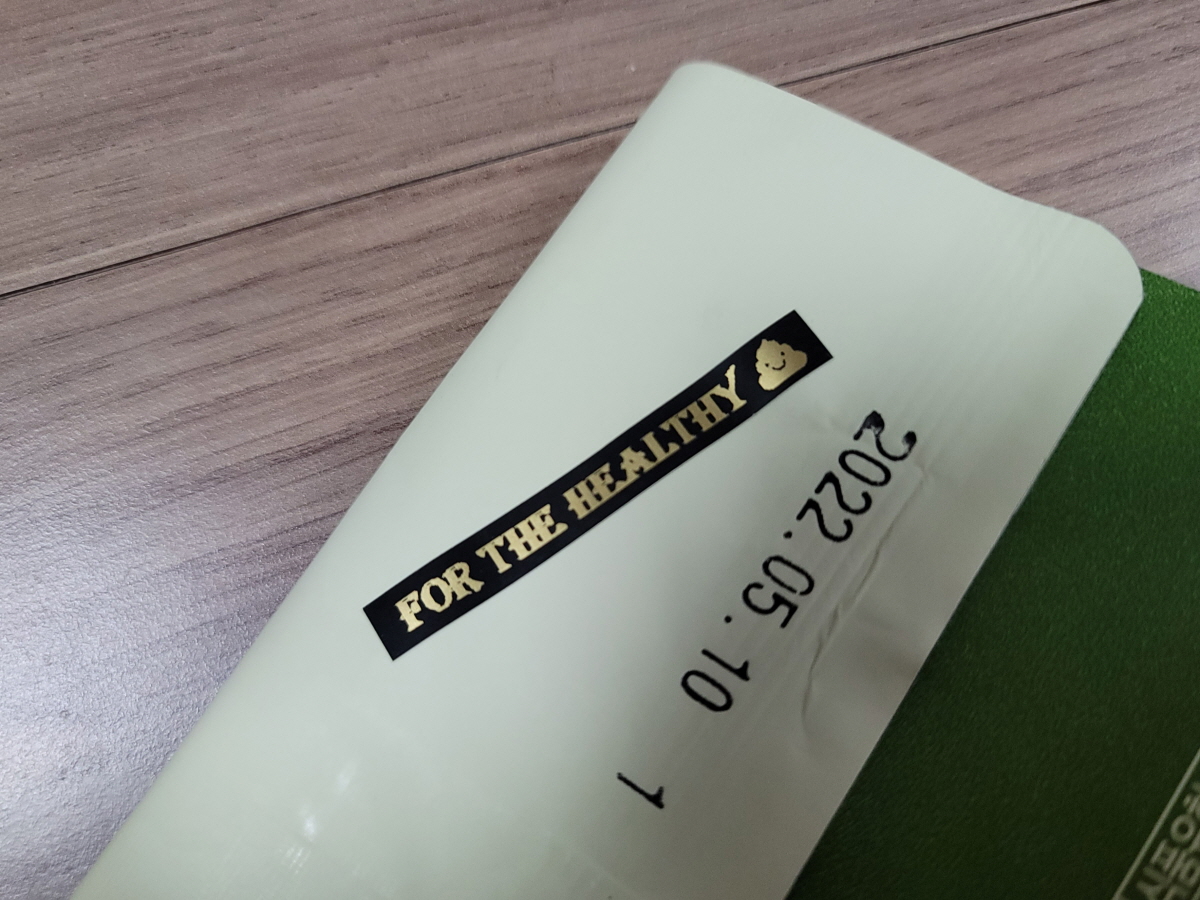 FOR THE HEALTHY 💩
2022.05.10 1